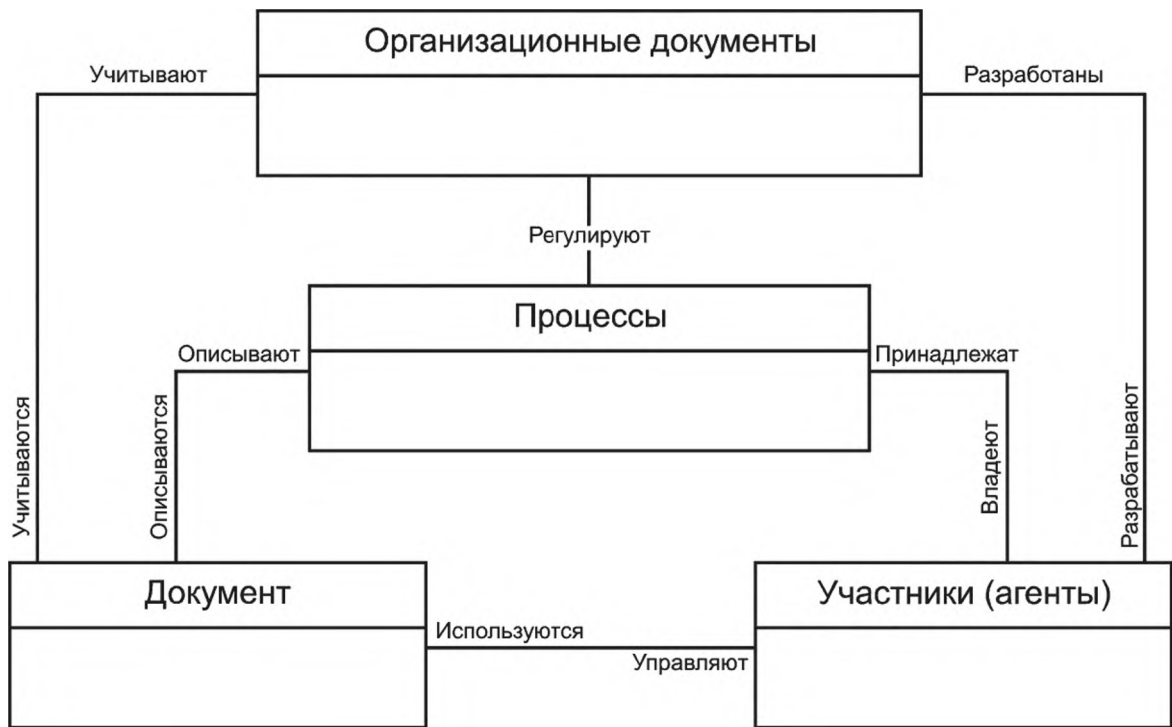 Организационные документы
Учитывают
Разработаны
Регулируют
Процессы
Описывают
Принадлежат
Учитываются
Описываются
Владеют
Разрабатывают
Документ
Участники (агенты)
Используются
Управляют